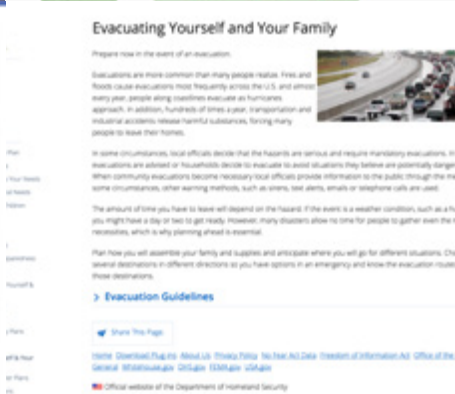 Evacuating Yourself and Your Family
Prepare now in the event of an evacuation.
Evacuations are more common than many people realize. Fires and
floods cause evacuations most frequently across the U.S. and almost
every year, people along coastlines evacuate as hurricanes
approach. In addition, hundreds of times a year, transportation and
industrial accidents release harmful substances, forcing many
people to leave their homes.
In some circumstances, local officials decide that the hazards are serious and require mandatory evacuations. In
evacuations are advised or households decide to evacuate to avoid situations they believe are potentially danger
When community evacuations become necessary local officials provide information to the public through the me
some circumstances, other warning methods, such as sirens, text alerts, emails or telephone calls are used.
The amount of time you have to leave will depend on the hazard. If the event is a weather condition, such as a hu
you might have a day or two to get ready. However, many disasters allow no time for people to gather even the
necessities, which is why planning ahead is essential.
Plan how you will assemble your family and supplies and anticipate where you will go for different situations. Cho
several destinations in different directions so you have options in an emergency and know the evacuation routes
those destinations.
Evacuation Guidelines
Share This Page
Home Download Plug-ins About Us Privacy Policy No Fear Act Data Freedom of Information Act Office of the
General Whitehouse.gov DHS.gov FEMA.gov USA.gov
Official website of the Department of Homeland Security